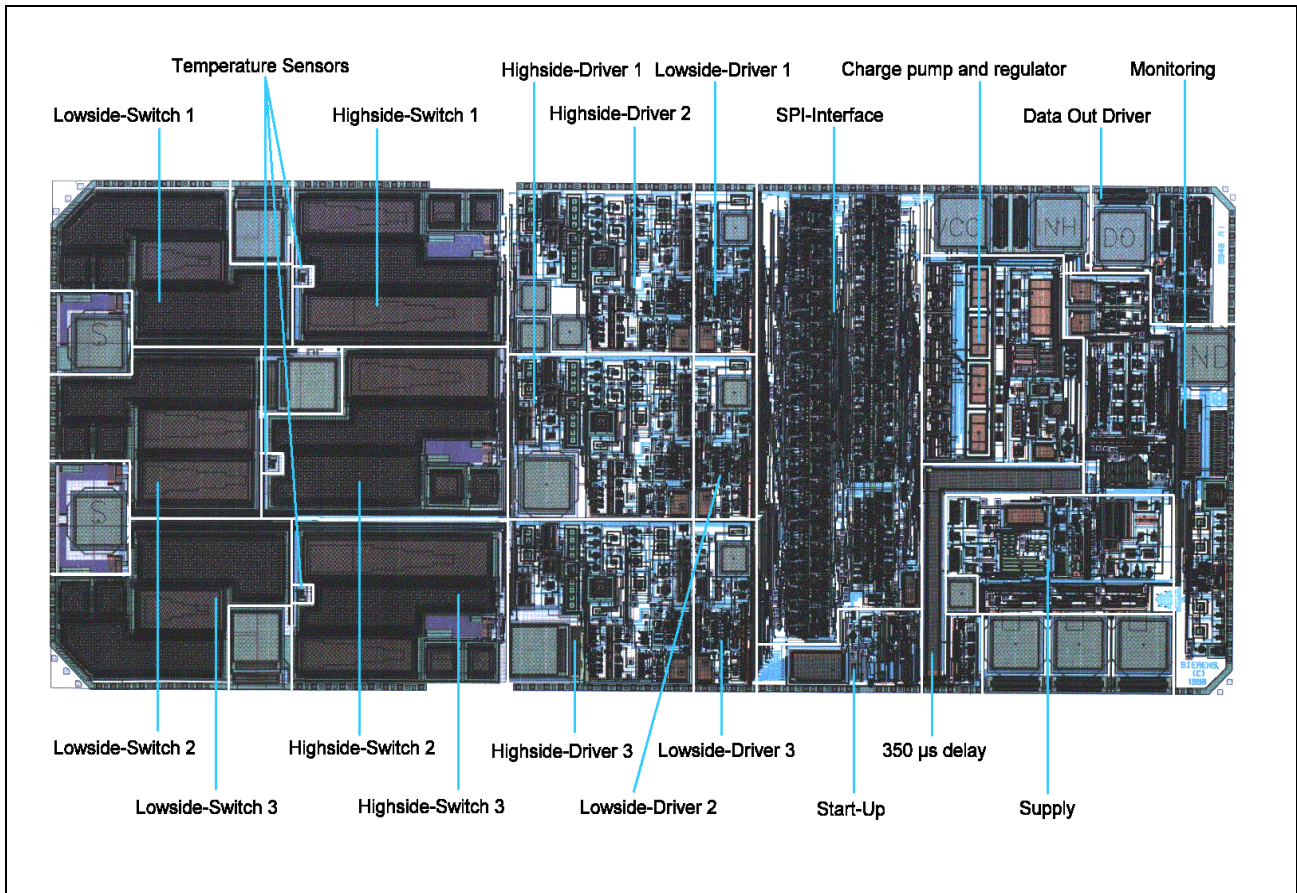 Temperature Sensors
Highside-Driver 1
Lowside-Driver 1
Charge pump and regulator
Monitoring
Lowside-Switch 1
Highside-Switch 1
Highside-Driver 2
SPI-Interface
Data Out Driver
VCC
INH
DO
S
ND
S
SIEMENS,
(C)
Lowside-Switch 2
Highside-Switch 2
Highside-Driver 3
Lowside-Driver 3
350 µs delay
Lowside-Switch 3
Highside-Switch 3
Lowside-Driver 2
Start-Up
Supply